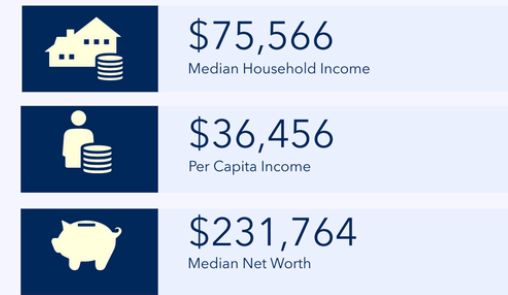 $75,566
Median Household Income
$36,456
Per Capita Income
$231,764
Median Net Worth